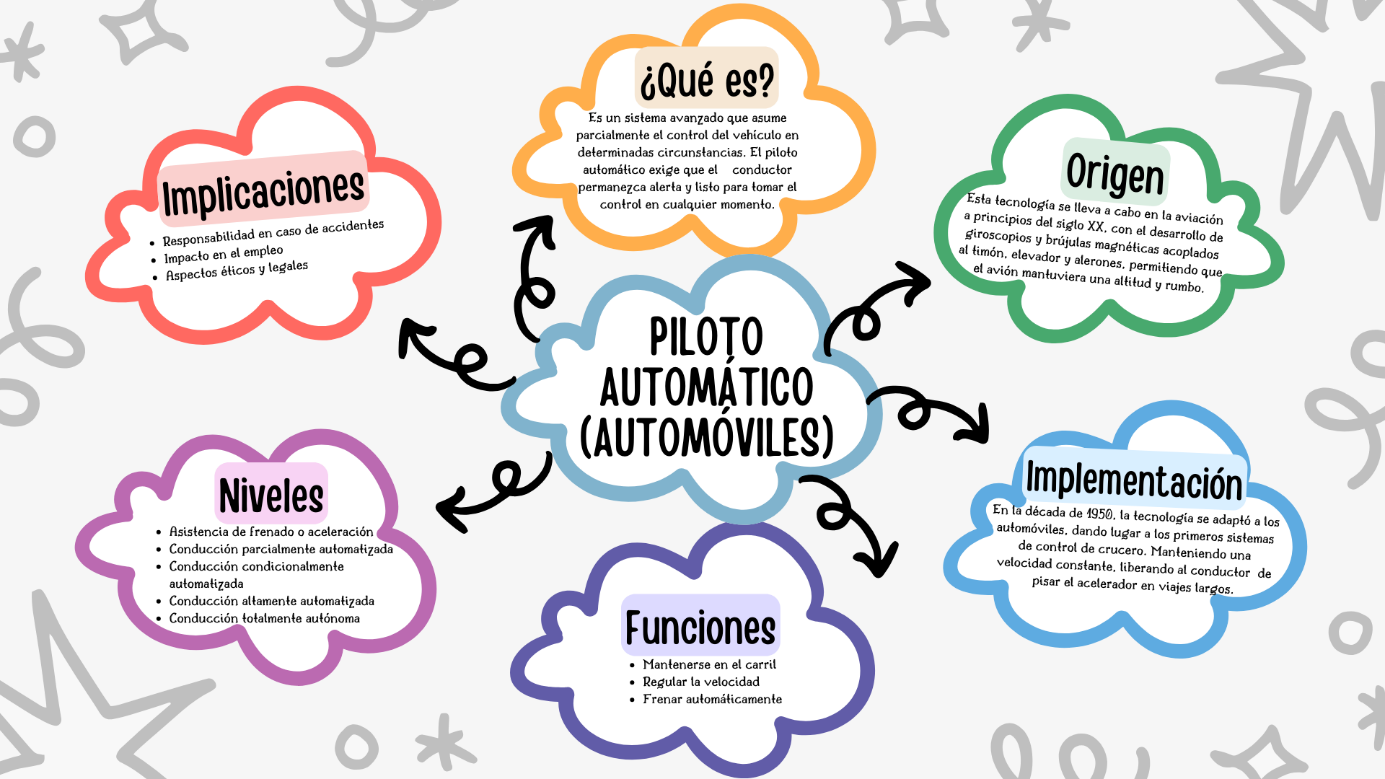 ¿Qué es?
Es un sistema avanzado que asume
parcialmente el control del vehículo en
determinadas circunstancias. El piloto
automático exige que el conductor
permanezca alerta y listo para tomar el
control en cualquier momento.
Implicaciones
• Responsabilidad en caso de accidentes
• Impacto en el empleo
• Aspectos éticos y legales
Origen
Esta tecnología se lleva a cabo en la aviación
a principios del siglo XX, con el desarrollo de
giroscopios y brújulas magnéticas acoplados
al timón, elevador y alerones, permitiendo que
el avión mantuviera una altitud y rumbo.
PILOTO
AUTOMÁTICO
(AUTOMÓVILES)
Niveles
• Asistencia de frenado o aceleración
• Conducción parcialmente automatizada
• Conducción condicionalmente
automatizada
• Conducción altamente automatizada
• Conducción totalmente autónoma
Implementación
En la década de 1950, la tecnología se adaptó a los
automóviles, dando lugar a los primeros sistemas
de control de crucero. Manteniendo una
velocidad constante, liberando al conductor de
pisar el acelerador en viajes largos.
Funciones
• Mantenerse en el carril
• Regular la velocidad
• Frenar automáticamente